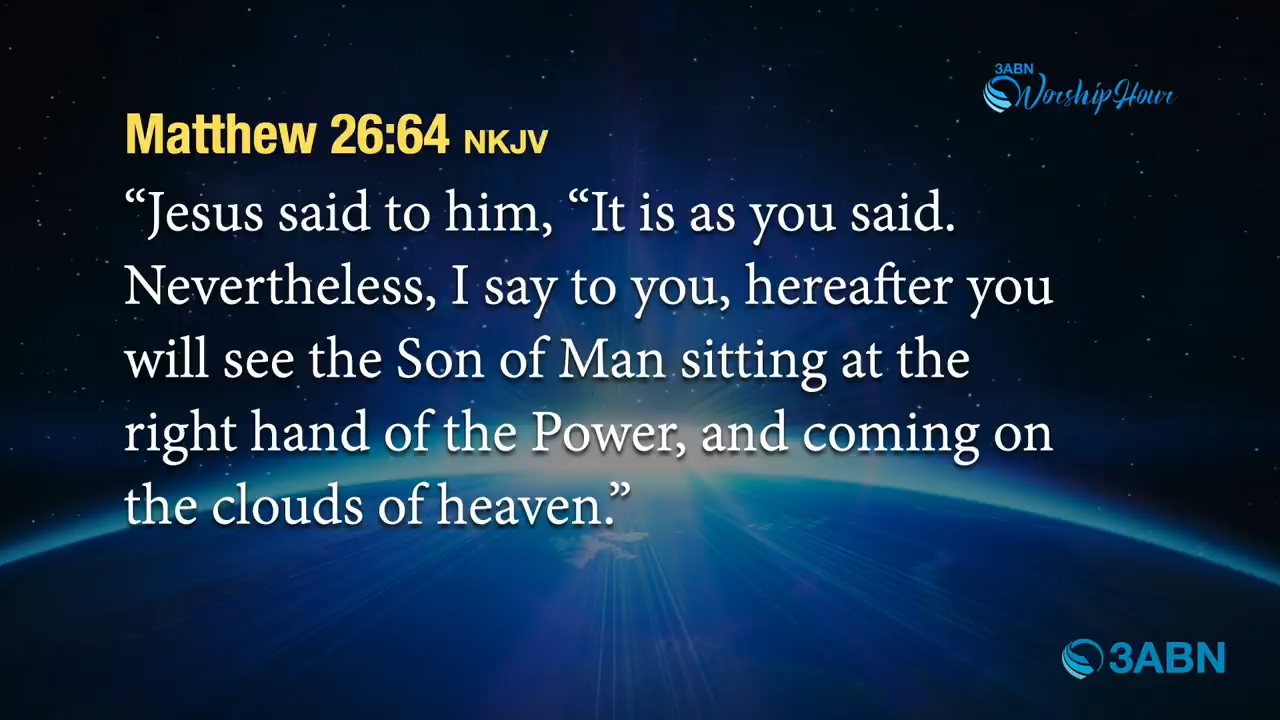 3ABN
Worship Hour
Matthew 26:64 NKJV
“Jesus said to him, “It is as you said.
Nevertheless, I say to you, hereafter you
will see the Son of Man sitting at the
right hand of the Power, and coming on
the clouds of heaven.”
3ABN